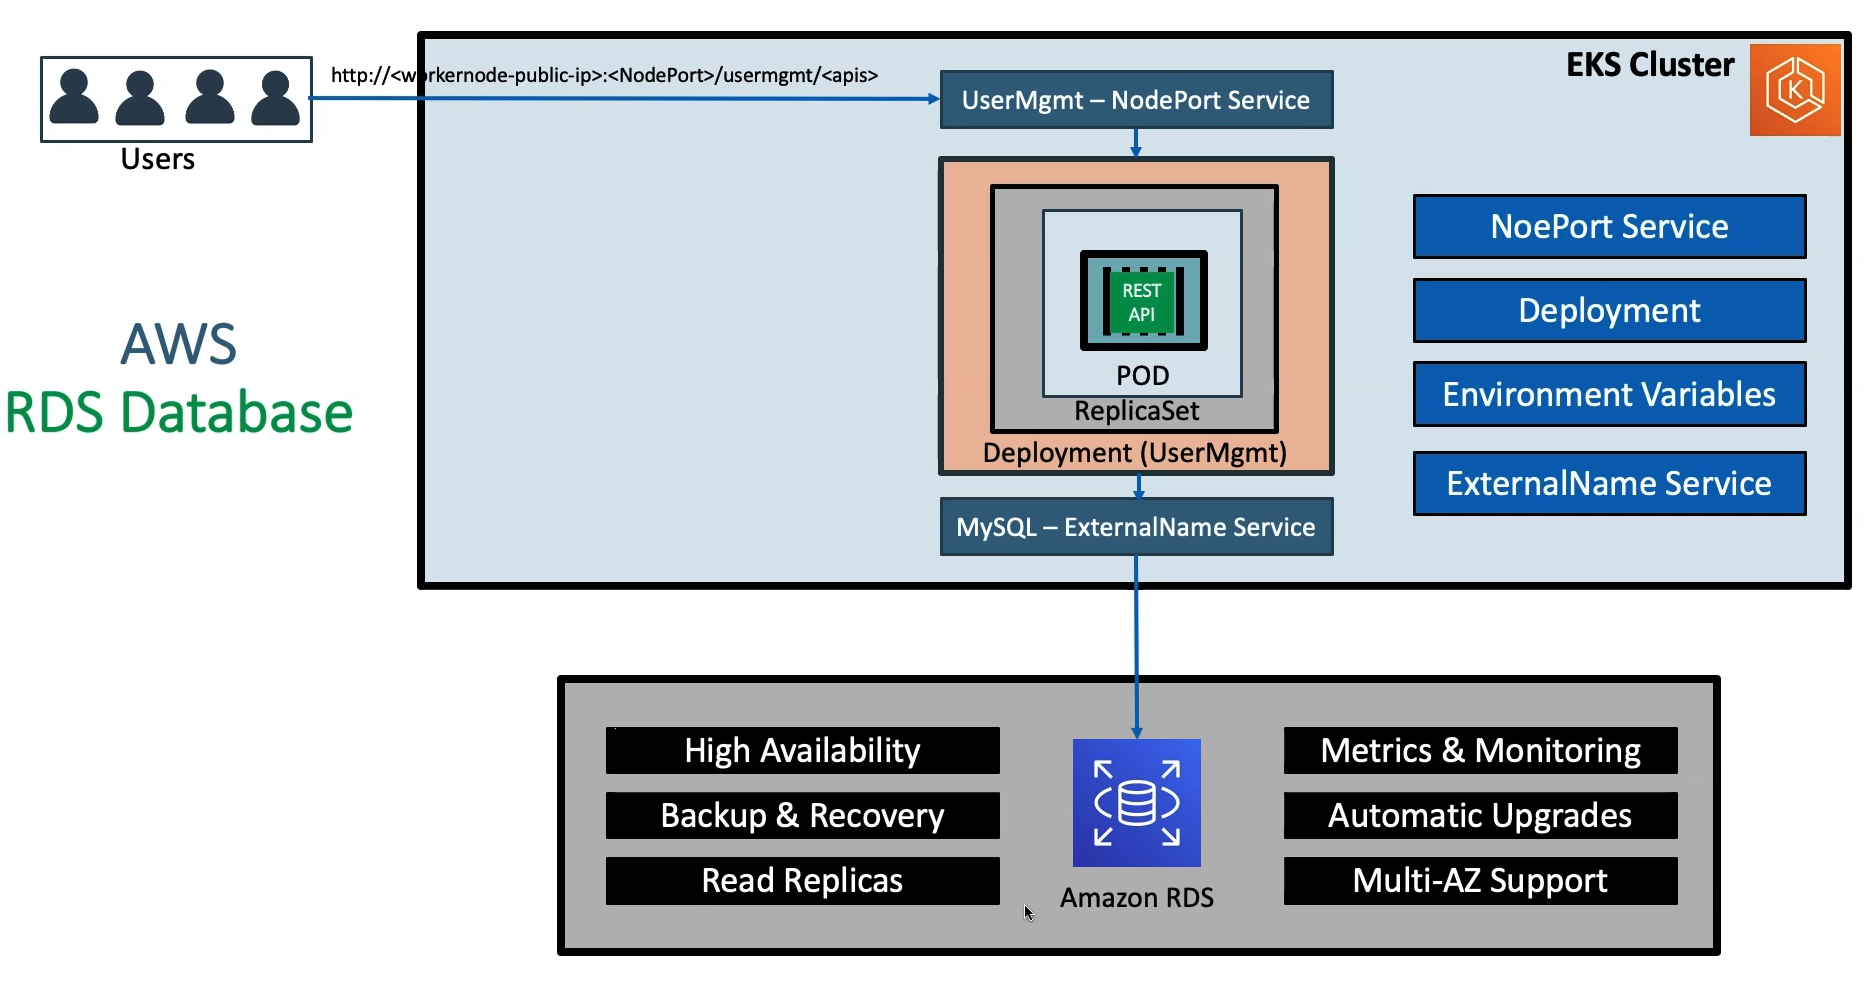 http://<workernode-public-ip>:<NodePort>/usermgmt/<apis>
Users
UserMgmt – NodePort Service
EKS Cluster
K
AWS
RDS Database
REST
API
POD
ReplicaSet
Deployment (UserMgmt)
MySQL – ExternalName Service
NoePort Service
Deployment
Environment Variables
ExternalName Service
High Availability
Backup & Recovery
Read Replicas
Amazon RDS
Metrics & Monitoring
Automatic Upgrades
Multi-AZ Support